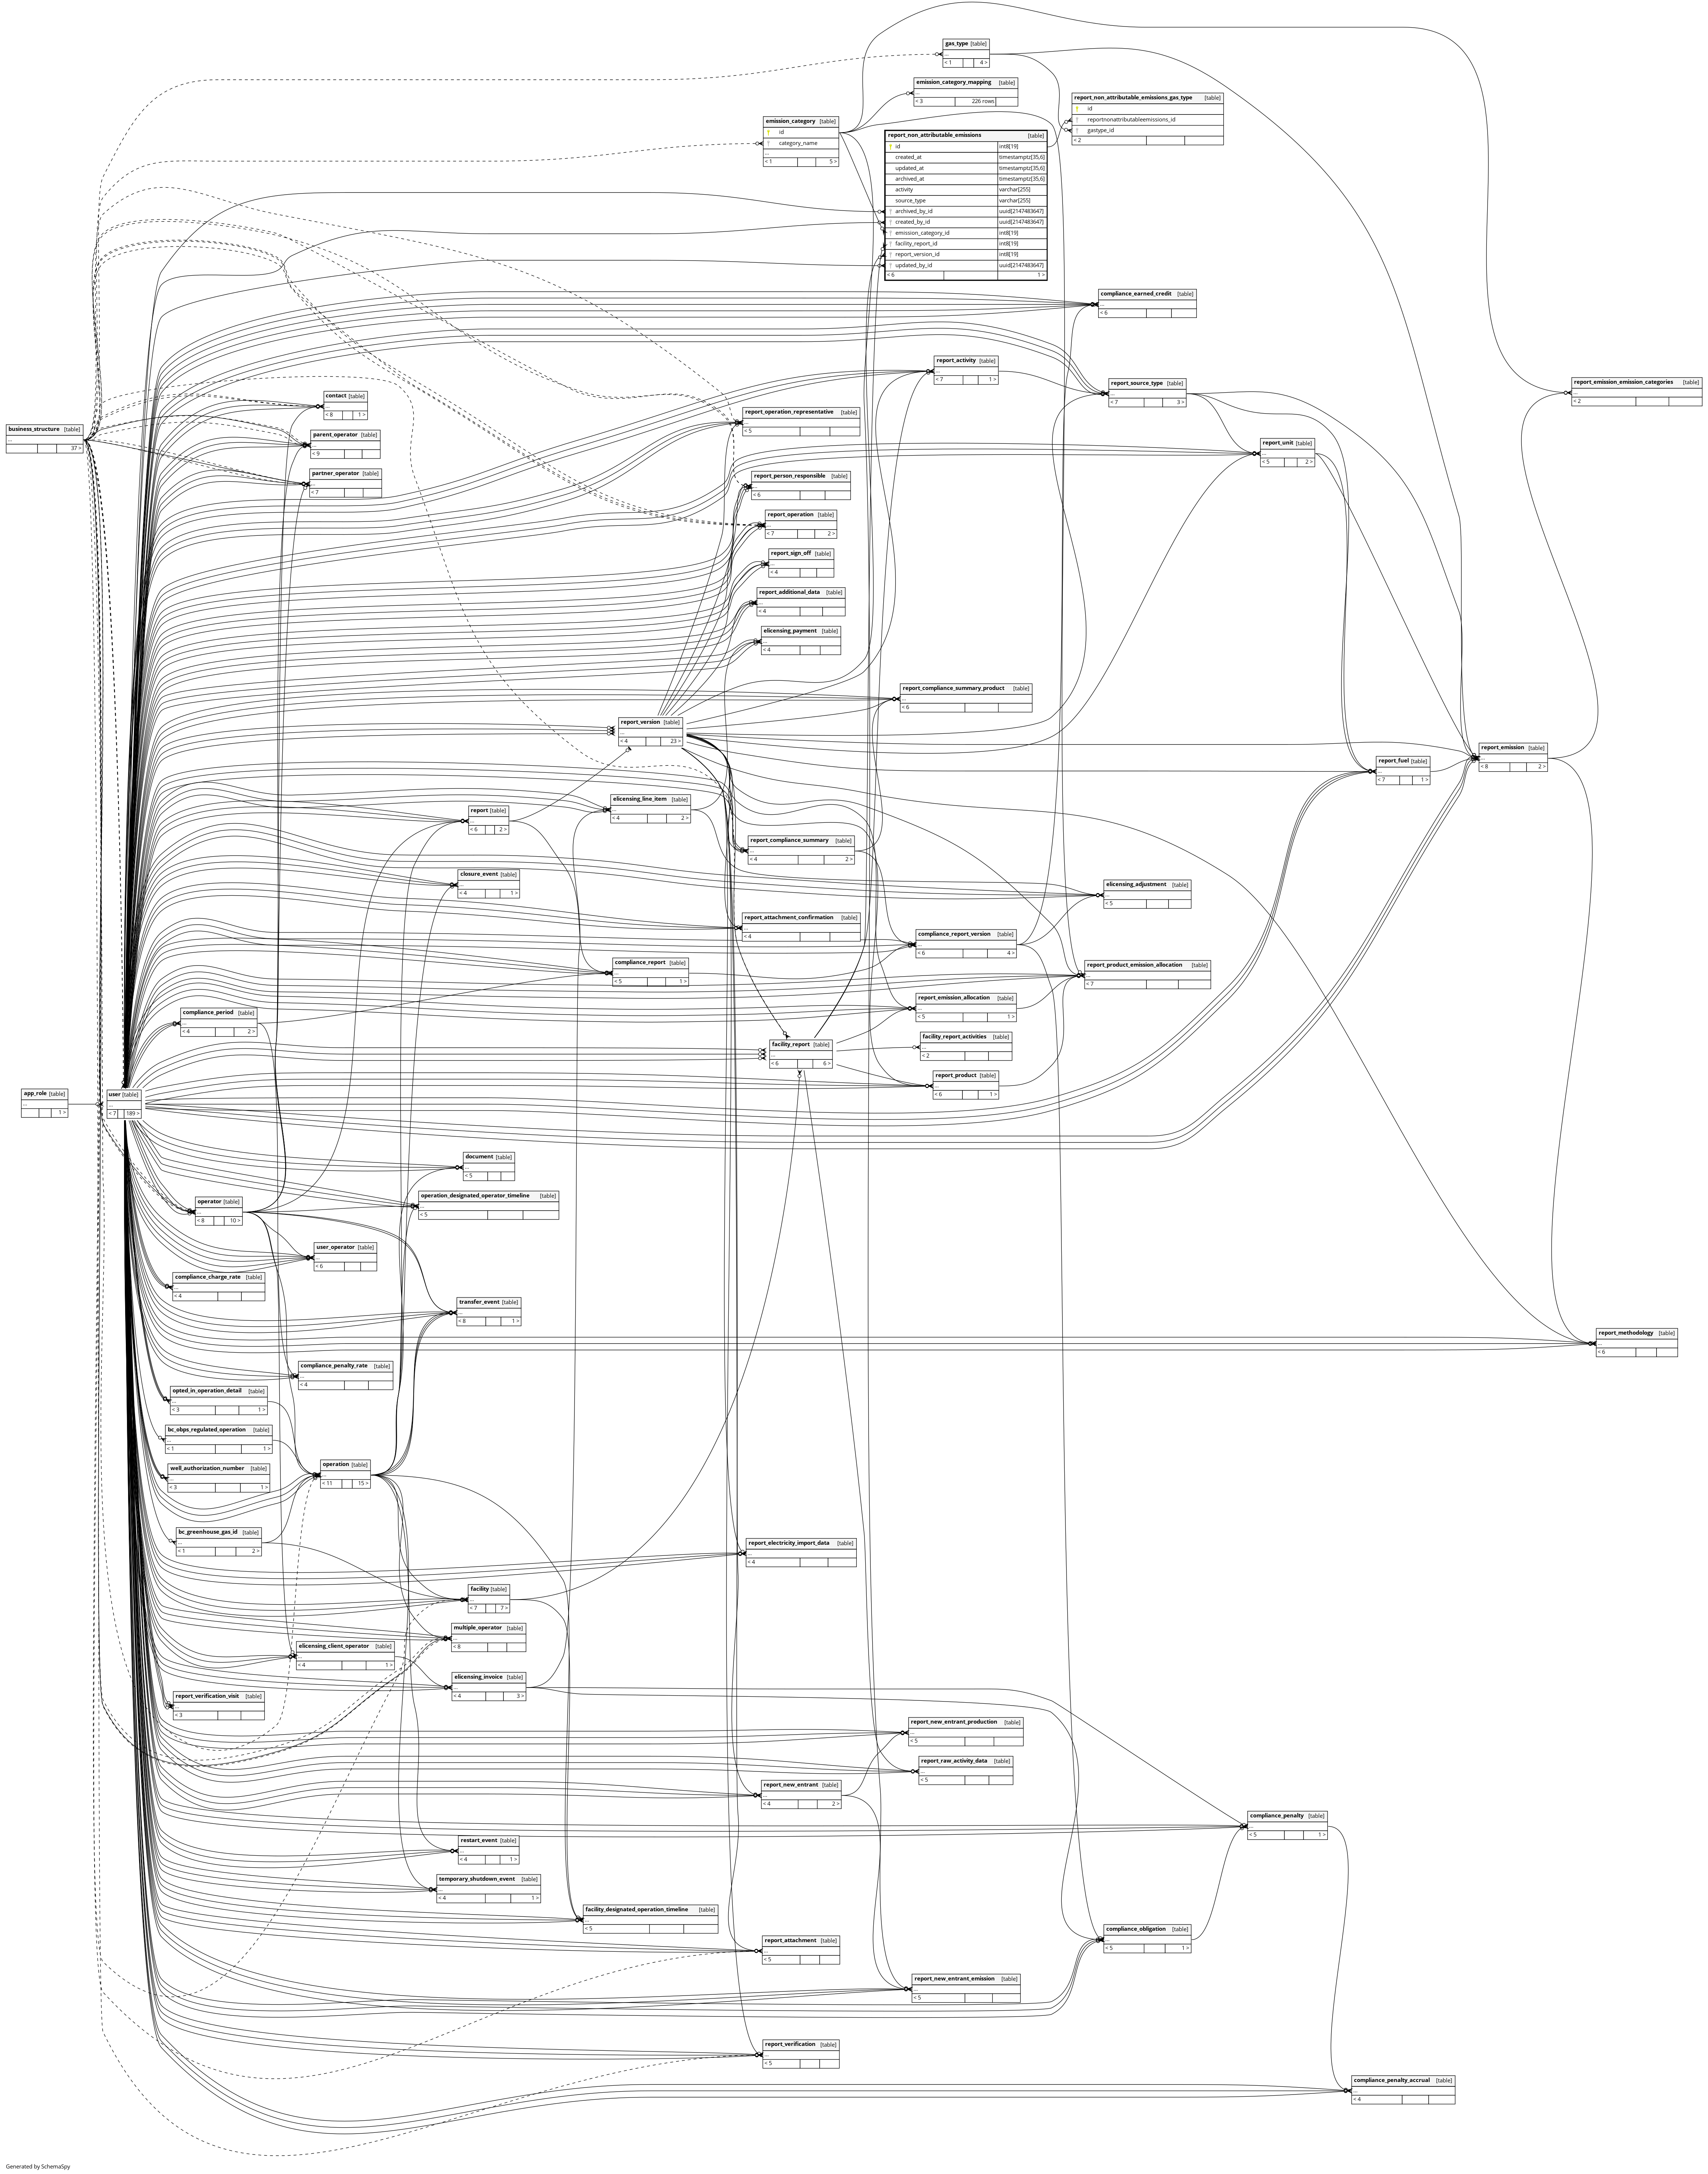 gas_type [table]
...
< 1 4 >
emission_category_mapping [table]
...
< 3 226 rows
report_non_attributable_emissions_gas_type [table]
id
reportnonattributableemissions_id
gastype_id
< 2
emission_category [table]
id
category_name
...
< 1 5 >
report_non_attributable_emissions [table]
id int8[19]
created_at timestamptz[35,6]
updated_at timestamptz[35,6]
archived_at timestamptz[35,6]
activity varchar[255]
source_type varchar[255]
archived_by_id uuid[2147483647]
created_by_id uuid[2147483647]
emission_category_id int8[19]
facility_report_id int8[19]
report_version_id int8[19]
updated_by_id uuid[2147483647]
< 6 1 >
compliance_earned_credit [table]
...
< 6
report_activity [table]
...
< 7 1 >
report_source_type [table]
...
< 7 3 >
report_emission_emission_categories [table]
...
< 2
contact [table]
...
< 8 1 >
report_operation_representative [table]
...
< 5
business_structure [table]
...
37 >
parent_operator [table]
...
< 9
report_unit [table]
...
< 5 2 >
partner_operator [table]
...
< 7
report_person_responsible [table]
...
< 6
report_operation [table]
...
< 7 2 >
report_sign_off [table]
...
< 4
report_additional_data [table]
...
< 4
elicensing_payment [table]
...
< 4
report_compliance_summary_product [table]
...
< 6
report_version [table]
...
< 4 23 >
report_emission [table]
...
< 8 2 >
report_fuel [table]
...
< 7 1 >
elicensing_line_item [table]
...
< 4 2 >
report [table]
...
< 6 2 >
report_compliance_summary [table]
...
< 4 2 >
closure_event [table]
...
< 4 1 >
elicensing_adjustment [table]
...
< 5
report_attachment_confirmation [table]
...
< 4
compliance_report_version [table]
...
< 6 4 >
compliance_report [table]
...
< 5 1 >
report_product_emission_allocation [table]
...
< 7
report_emission_allocation [table]
...
< 5 1 >
compliance_period [table]
...
< 4 2 >
facility_report_activities [table]
...
< 2
facility_report [table]
...
< 6 6 >
report_product [table]
...
< 6 1 >
app_role [table]
...
1 >
user [table]
...
< 7 189 >
document [table]
...
< 5
operation_designated_operator_timeline [table]
...
< 5
operator [table]
...
< 8 10 >
user_operator [table]
...
< 6
compliance_charge_rate [table]
...
< 4
transfer_event [table]
...
< 8 1 >
report_methodology [table]
...
< 6
compliance_penalty_rate [table]
...
< 4
opted_in_operation_detail [table]
...
< 3 1 >
bc_obps_regulated_operation [table]
...
< 1 1 >
well_authorization_number [table]
...
< 3 1 >
operation [table]
...
< 11 15 >
bc_greenhouse_gas_id [table]
...
< 1 2 >
report_electricity_import_data [table]
...
< 4
facility [table]
...
< 7 7 >
multiple_operator [table]
...
< 8
elicensing_client_operator [table]
...
< 4 1 >
elicensing_invoice [table]
...
< 4 3 >
report_verification_visit [table]
...
< 3
report_new_entrant_production [table]
...
< 5
report_raw_activity_data [table]
...
< 5
report_new_entrant [table]
...
< 4 2 >
compliance_penalty [table]
...
< 5 1 >
restart_event [table]
...
< 4 1 >
temporary_shutdown_event [table]
...
< 4 1 >
facility_designated_operation_timeline [table]
...
< 5
compliance_obligation [table]
...
< 5 1 >
report_attachment [table]
...
< 5
report_new_entrant_emission [table]
...
< 5
report_verification [table]
...
< 5
compliance_penalty_accrual [table]
...
< 4
Generated by SchemaSpy